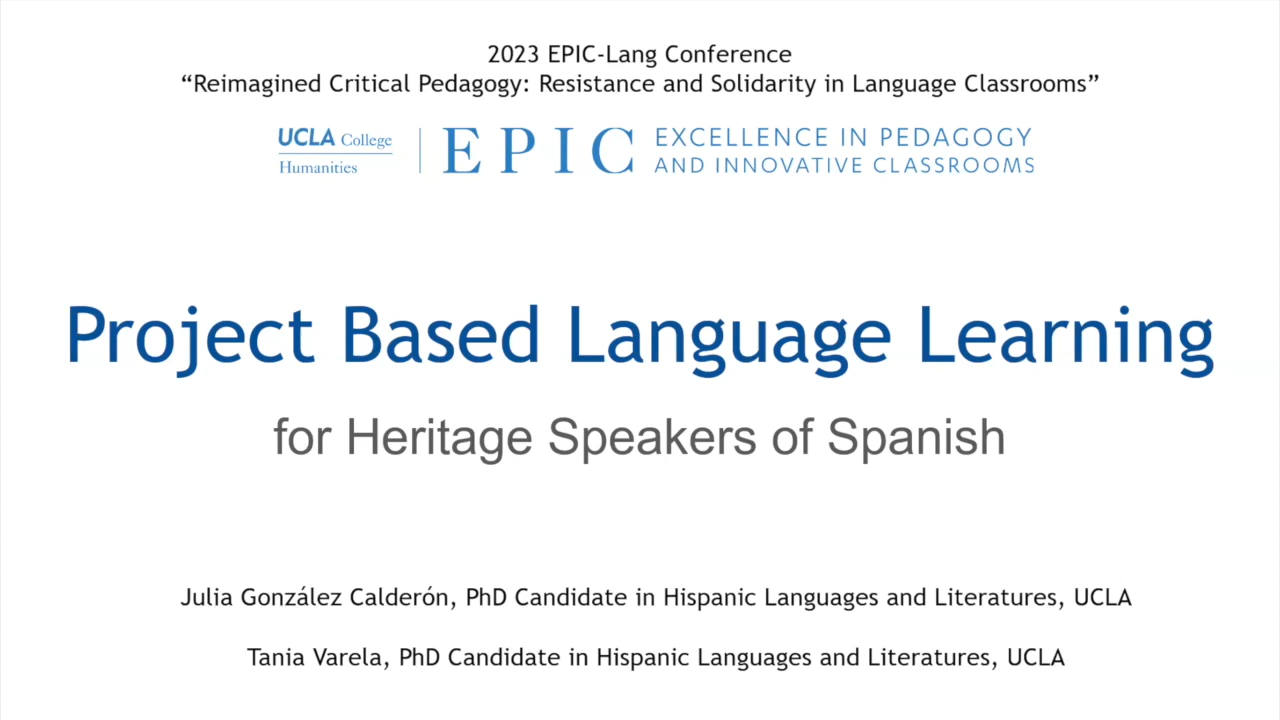 2023 EPIC-Lang Conference
“Reimagined Critical Pedagogy: Resistance and Solidarity in Language Classrooms”
UCLA College
Humanities
EPIC
EXCELLENCE IN PEDAGOGY
AND INNOVATIVE CLASSROOMS
Project Based Language Learning
for Heritage Speakers of Spanish
Julia González Calderón, PhD Candidate in Hispanic Languages and Literatures, UCLA
Tania Varela, PhD Candidate in Hispanic Languages and Literatures, UCLA